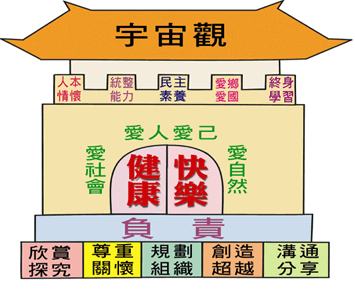 宇宙觀
人本 統整 民主 愛鄉 終身
情懷 能力 素養 愛國 學習
愛人愛己
愛社會
愛自然
健康
快樂
負責
欣賞 尊重 規劃 創造 溝通
探究 關懷 組織 超越 分享